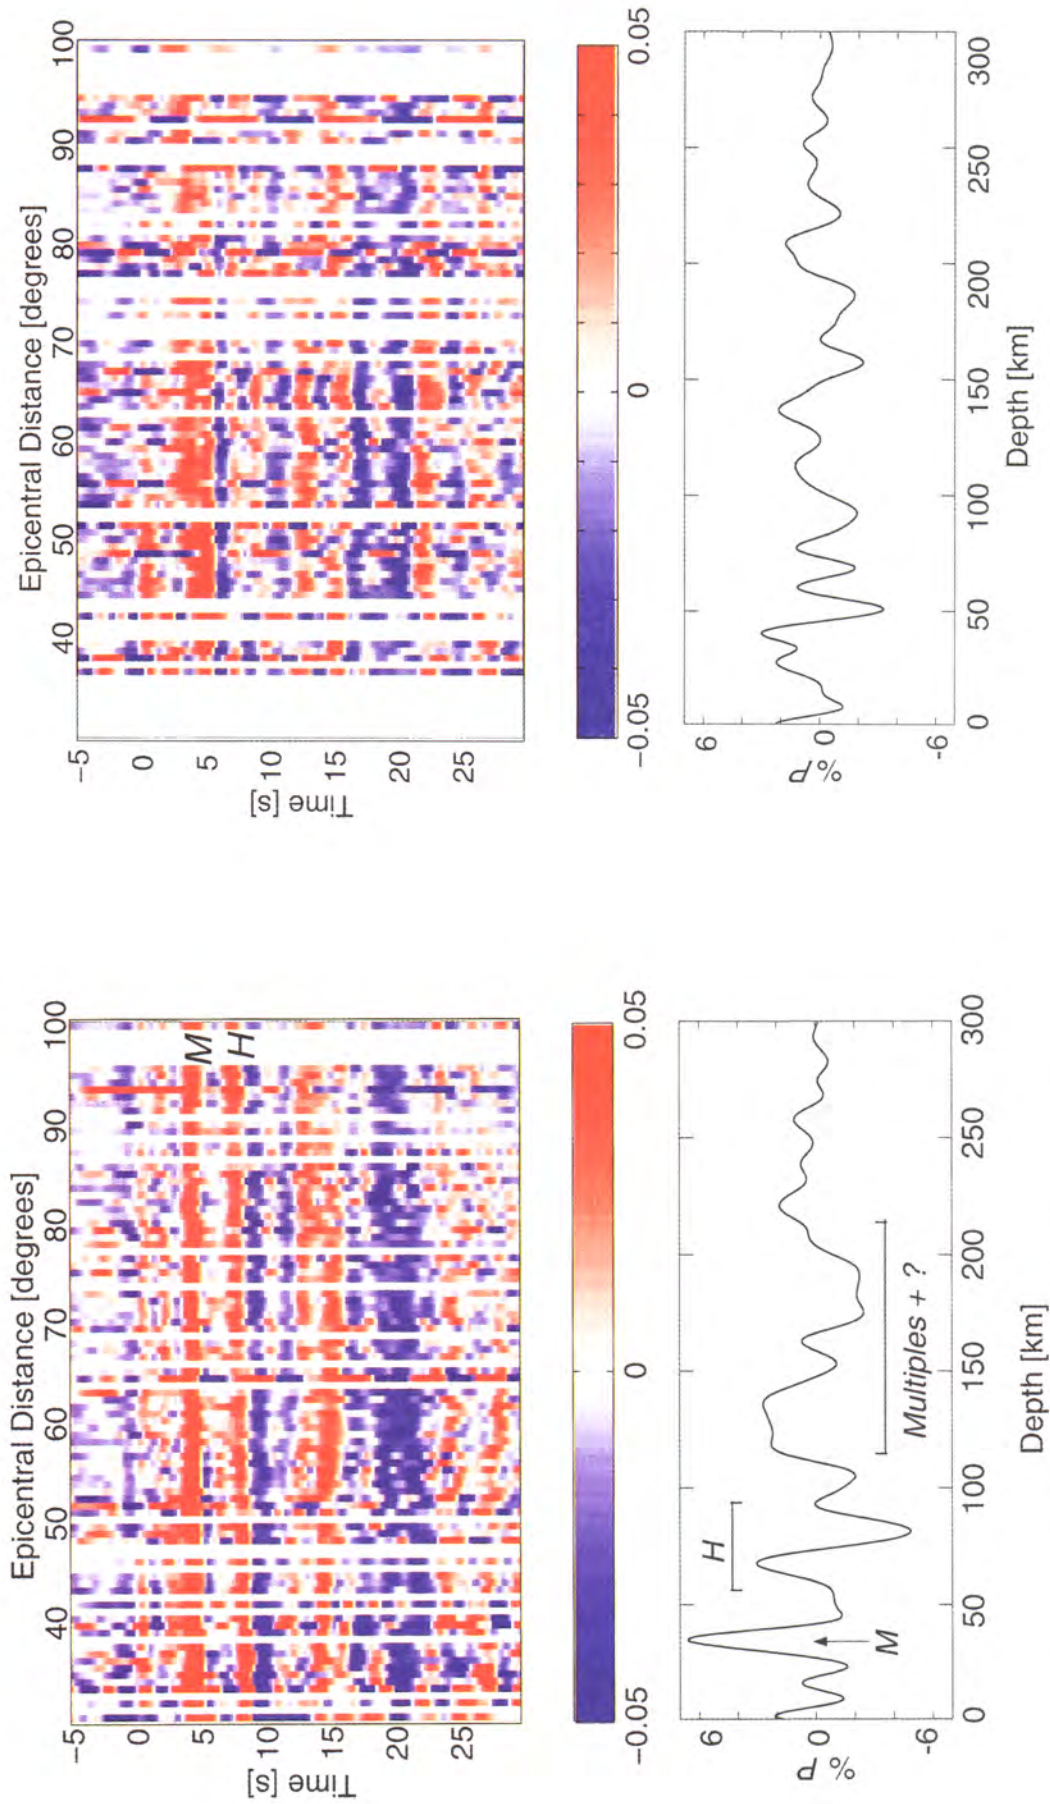 Epicentral Distance [degrees]
40 50 60 70 80 90 100
Time [s]
-5
0
5
10
15
20
25
M
H
-0.05 0 0.05
% P
6
0
-6
M
H
Multiples + ?
0 50 100 150 200 250 300
Depth [km]
Epicentral Distance [degrees]
40 50 60 70 80 90 100
Time [s]
-5
0
5
10
15
20
25
-0.05 0 0.05
% P
6
0
-6
0 50 100 150 200 250 300
Depth [km]